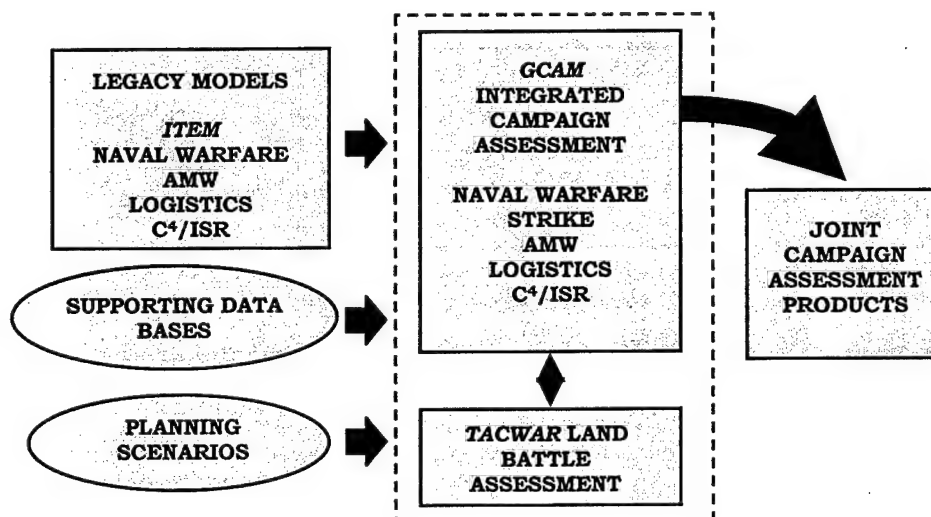 LEGACY MODELS
ITEM
NAVAL WARFARE
AMW
LOGISTICS
C⁴/ISR
SUPPORTING DATA
BASES
PLANNING
SCENARIOS
GCAM
INTEGRATED
CAMPAIGN
ASSESSMENT
NAVAL WARFARE
STRIKE
AMW
LOGISTICS
C⁴/ISR
TACWAR LAND
BATTLE
ASSESSMENT
JOINT
CAMPAIGN
ASSESSMENT
PRODUCTS